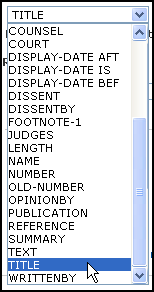 TITLE
COUNSEL
COURT
DISPLAY-DATE AFT
DISPLAY-DATE IS
DISPLAY-DATE BEF
DISSENT
DISSENTBY
FOOTNOTE-1
JUDGES
LENGTH
NAME
NUMBER
OLD-NUMBER
OPINIONBY
PUBLICATION
REFERENCE
SUMMARY
TEXT
TITLE
WRITTENBY